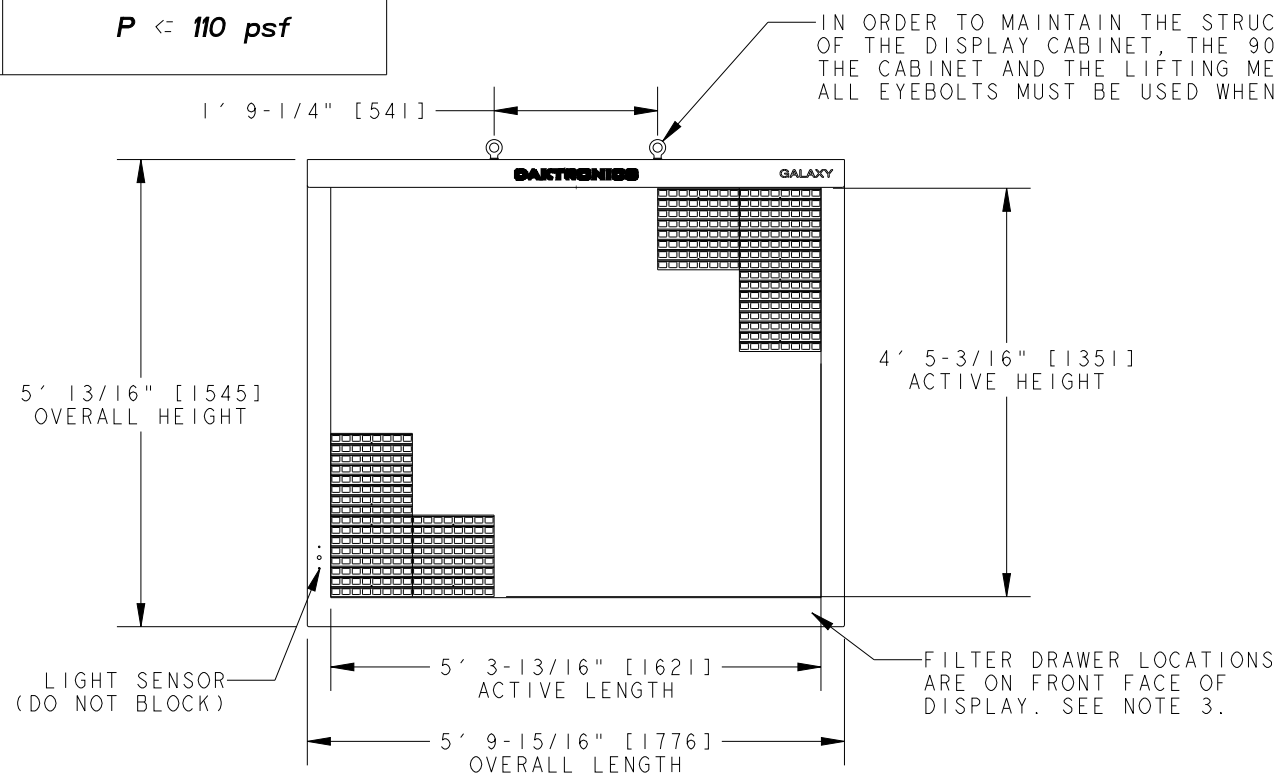 P <= 110 psf
IN ORDER TO MAINTAIN THE STRUC
OF THE DISPLAY CABINET, THE 90
THE CABINET AND THE LIFTING ME
ALL EYEBOLTS MUST BE USED WHEN
1' 9-1/4" [541]
DAKTRONICS
GALAXY
5' 13/16" [1545]
OVERALL HEIGHT
4' 5-3/16" [1351]
ACTIVE HEIGHT
LIGHT SENSOR
(DO NOT BLOCK)
5' 3-13/16" [1621]
ACTIVE LENGTH
FILTER DRAWER LOCATIONS
ARE ON FRONT FACE OF
DISPLAY. SEE NOTE 3.
5' 9-15/16" [1776]
OVERALL LENGTH